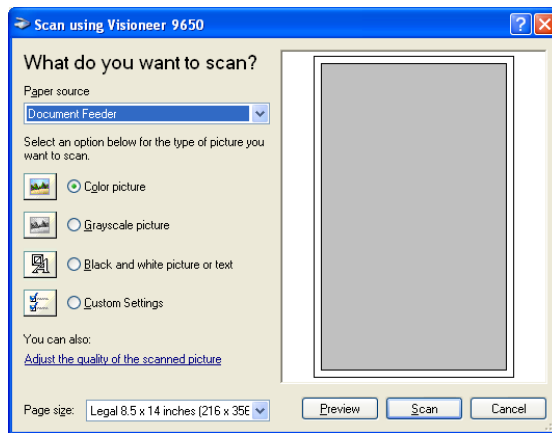 Scan using Visioneer 9650
What do you want to scan?
Paper source
Document Feeder
Select an option below for the type of picture you
want to scan.
Color picture
Grayscale picture
Black and white picture or text
Custom Settings
You can also:
Adjust the quality of the scanned picture
Page size: Legal 8.5 x 14 inches (216 x 356
Preview Scan Cancel